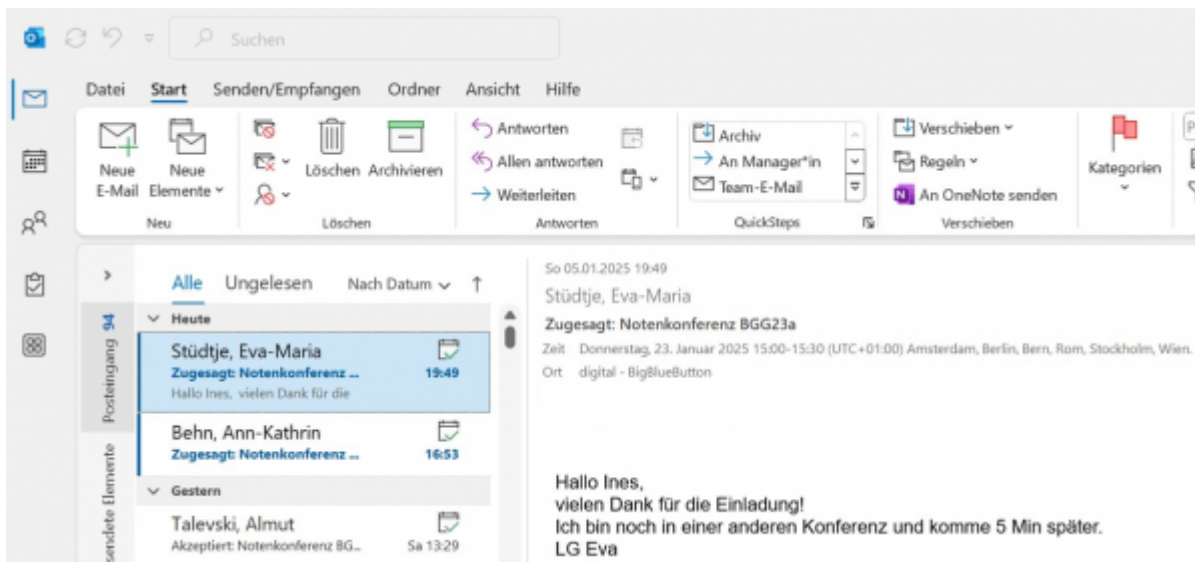 Suchen
Datei Start Senden/Empfangen Ordner Ansicht Hilfe
Neue E-Mail
Neue Elemente
Neu
Löschen
Archivieren
Löschen
Antworten
Allen antworten
Weiterleiten
Antworten
Archiv
An Manager*in
Team-E-Mail
QuickSteps
Verschieben
Regeln
An OneNote senden
Verschieben
Kategorien
Posteingang 94
sendete Elemente
Alle Ungelesen Nach Datum
Heute
Stüdtje, Eva-Maria
Zugesagt: Notenkonferenz ... 19:49
Hallo Ines, vielen Dank für die
Behn, Ann-Kathrin
Zugesagt: Notenkonferenz ... 16:53
Gestern
Talevski, Almut
Akzeptiert: Notenkonferenz BG... Sa 13:29
So 05.01.2025 19:49
Stüdtje, Eva-Maria
Zugesagt: Notenkonferenz BGG23a
Zeit Donnerstag, 23. Januar 2025 15:00-15:30 (UTC+01:00) Amsterdam, Berlin, Bern, Rom, Stockholm, Wien.
Ort digital - BigBlueButton
Hallo Ines,
vielen Dank für die Einladung!
Ich bin noch in einer anderen Konferenz und komme 5 Min später.
LG Eva